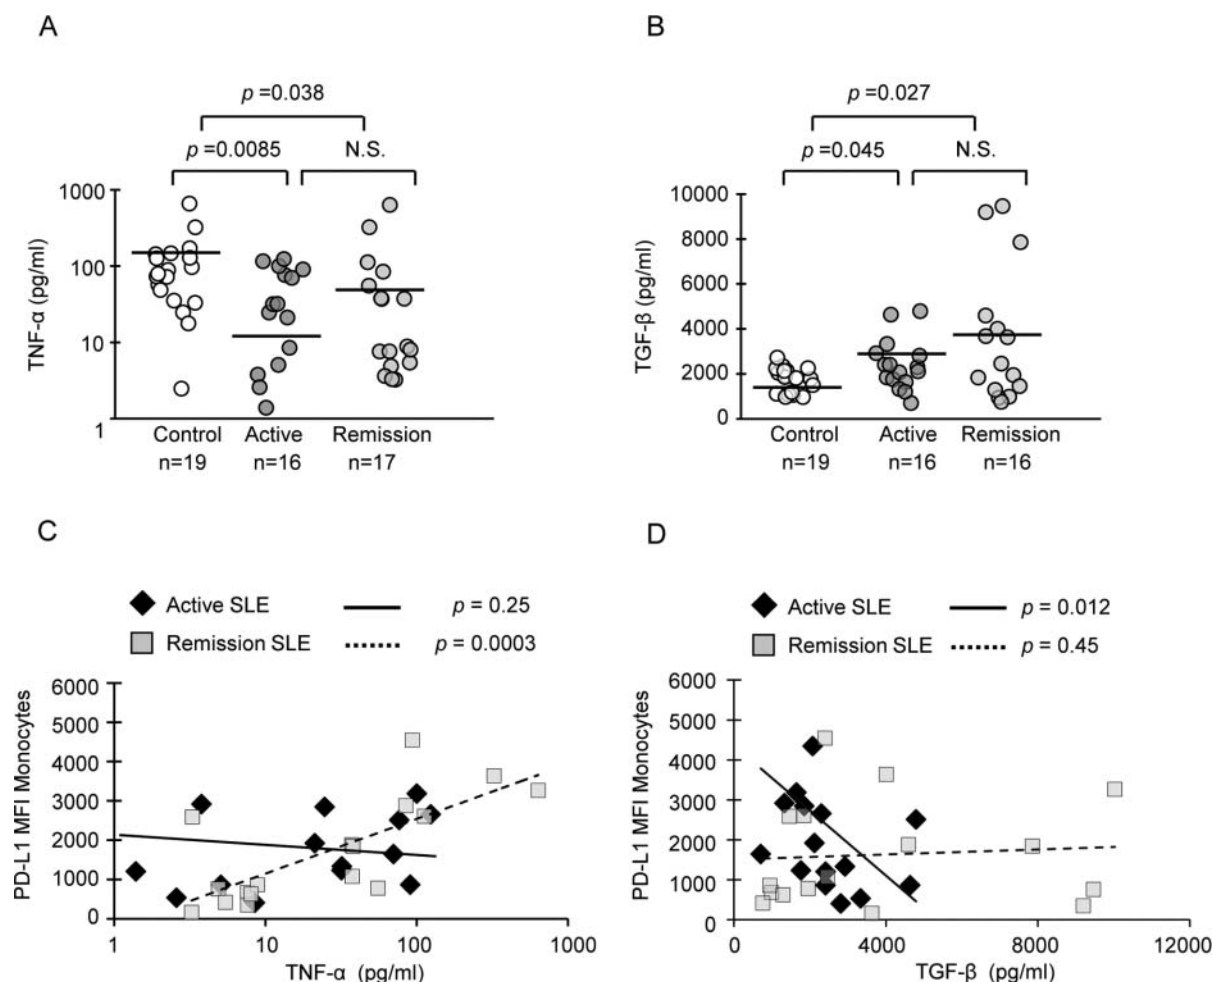 A
B
p =0.038
p =0.027
p =0.0085
N.S.
p =0.045
N.S.
TNF-α (pg/ml)
1000
100
10
1
Control
Active
Remission
n=19
n=16
n=17
TGF-β (pg/ml)
10000
8000
6000
4000
2000
0
Control
Active
Remission
n=19
n=16
n=16
C
D
Active SLE
p = 0.25
Remission SLE
p = 0.0003
Active SLE
p = 0.012
Remission SLE
p = 0.45
PD-L1 MFI Monocytes
6000
5000
4000
3000
2000
1000
0
1
10
100
1000
TNF-α (pg/ml)
PD-L1 MFI Monocytes
6000
5000
4000
3000
2000
1000
0
0
4000
8000
12000
TGF-β (pg/ml)